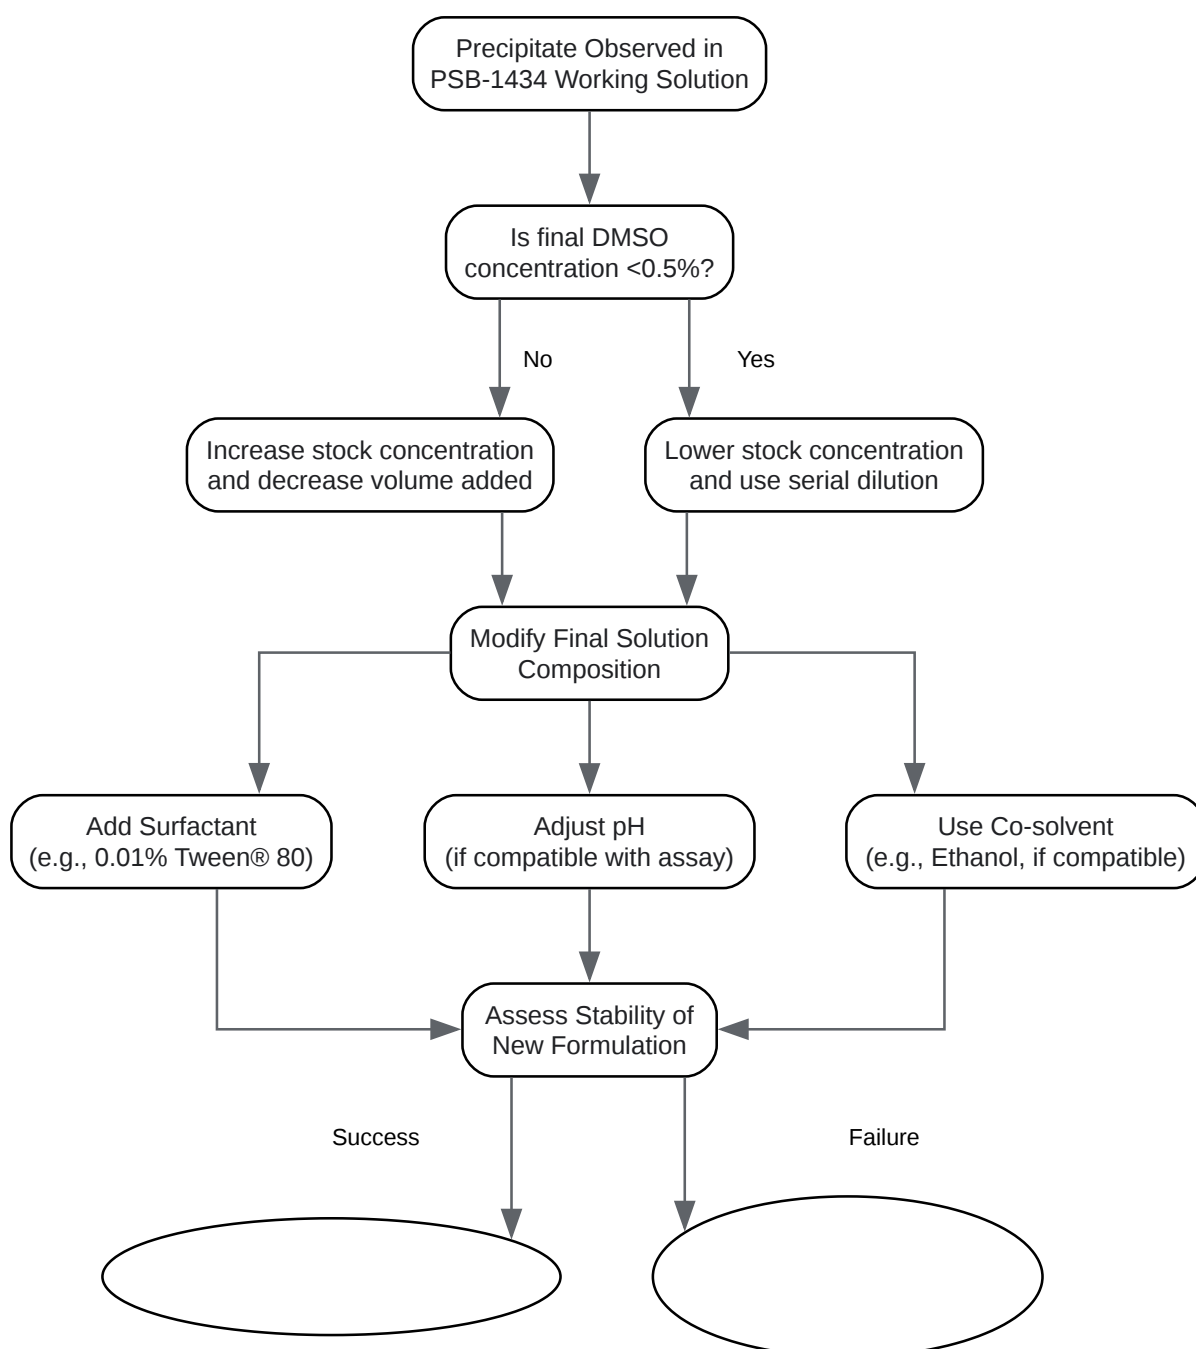 Precipitate Observed in
PSB-1434 Working Solution
Is final DMSO
concentration <0.5%?
No
Yes
Increase stock concentration
and decrease volume added
Lower stock concentration
and use serial dilution
Modify Final Solution
Composition
Add Surfactant
(e.g., 0.01% Tween® 80)
Adjust pH
(if compatible with assay)
Use Co-solvent
(e.g., Ethanol, if compatible)
Assess Stability of
New Formulation
Success
Failure